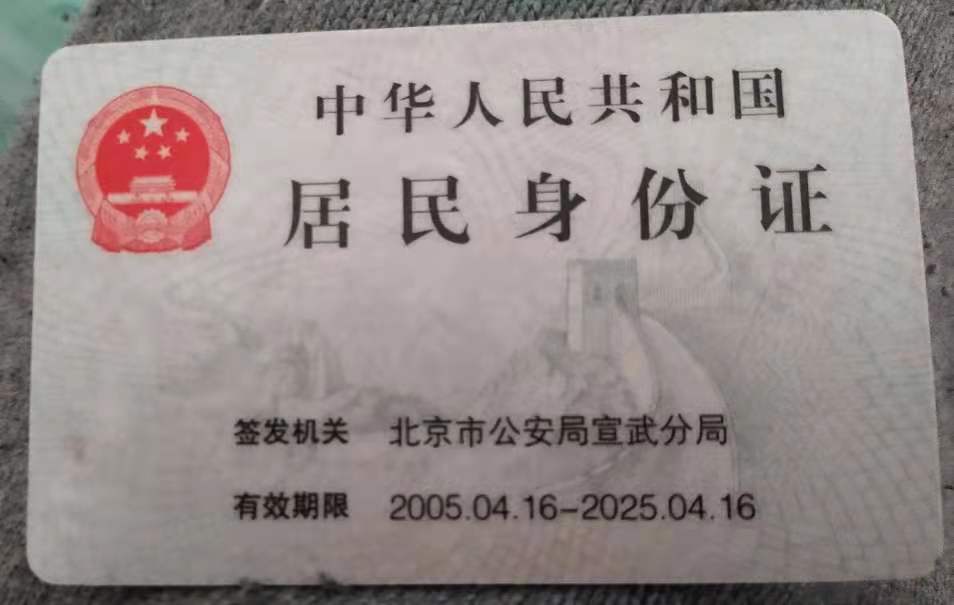 中华人民共和国
居民身份证
签发机关 北京市公安局宣武分局
有效期限 2005.04.16-2025.04.16